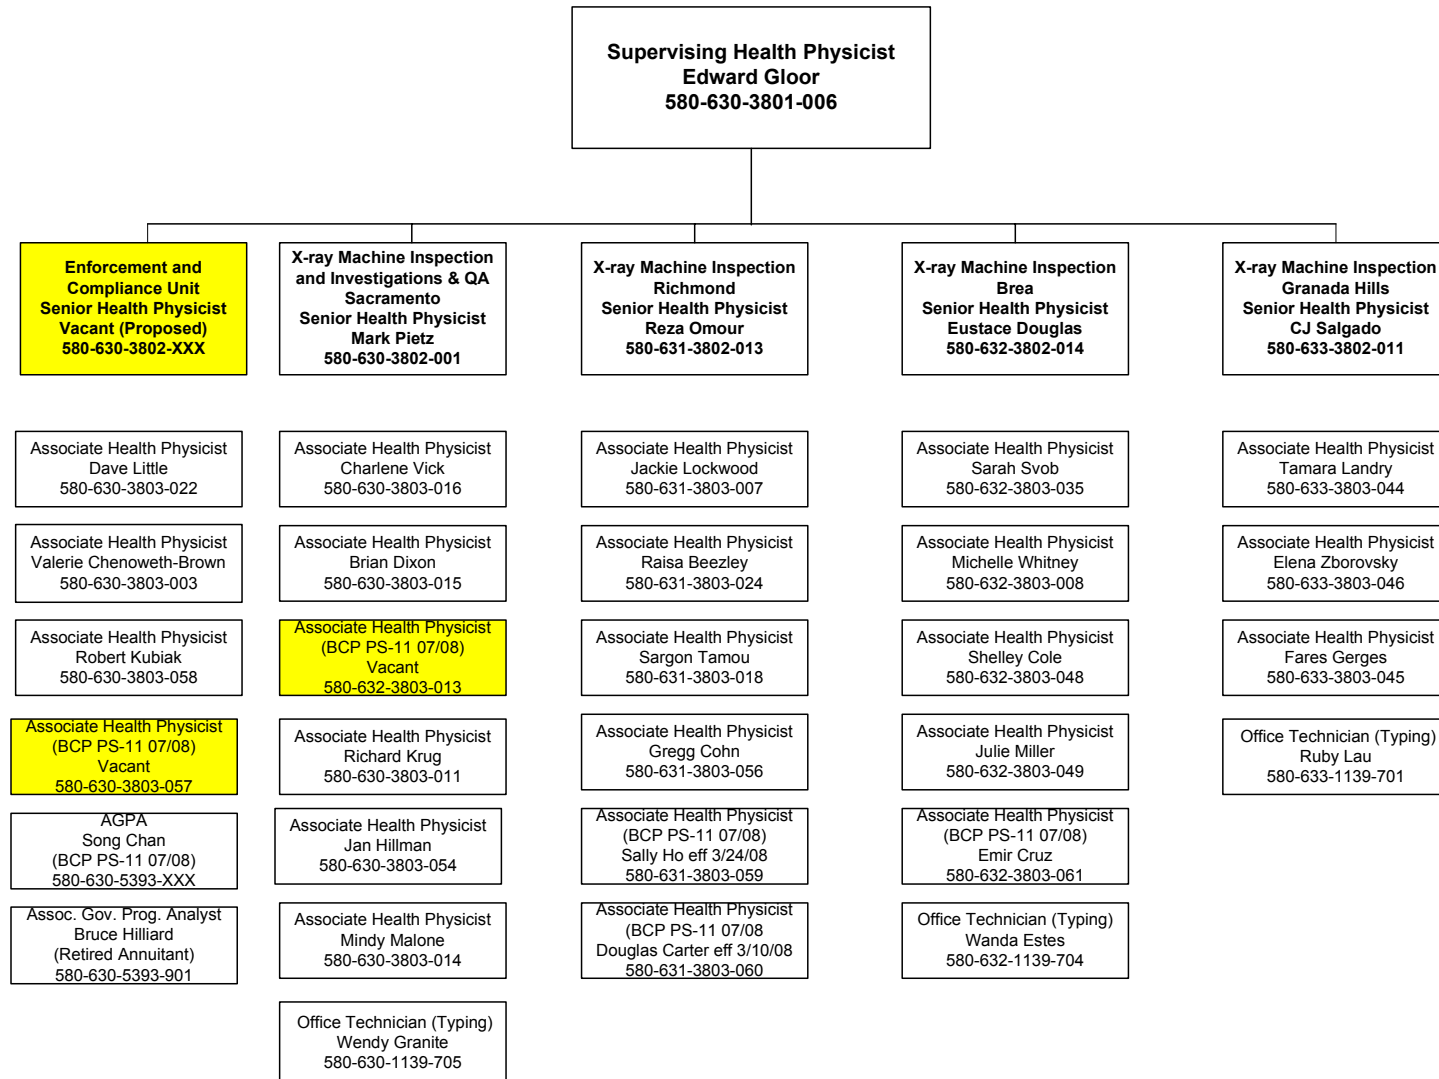 Supervising Health Physicist
Edward Gloor
580-630-3801-006
Enforcement and
Compliance Unit
Senior Health Physicist
Vacant (Proposed)
580-630-3802-XXX
X-ray Machine Inspection
and Investigations & QA
Sacramento
Senior Health Physicist
Mark Pietz
580-630-3802-001
X-ray Machine Inspection
Richmond
Senior Health Physicist
Reza Omour
580-631-3802-013
X-ray Machine Inspection
Brea
Senior Health Physicist
Eustace Douglas
580-632-3802-014
X-ray Machine Inspection
Granada Hills
Senior Health Physicist
CJ Salgado
580-633-3802-011
Associate Health Physicist
Dave Little
580-630-3803-022
Associate Health Physicist
Valerie Chenoweth-Brown
580-630-3803-003
Associate Health Physicist
Robert Kubiak
580-630-3803-058
Associate Health Physicist
(BCP PS-11 07/08)
Vacant
580-630-3803-057
AGPA
Song Chan
(BCP PS-11 07/08)
580-630-5393-XXX
Assoc. Gov. Prog. Analyst
Bruce Hilliard
(Retired Annuitant)
580-630-5393-901
Associate Health Physicist
Charlene Vick
580-630-3803-016
Associate Health Physicist
Brian Dixon
580-630-3803-015
Associate Health Physicist
(BCP PS-11 07/08)
Vacant
580-632-3803-013
Associate Health Physicist
Richard Krug
580-630-3803-011
Associate Health Physicist
Jan Hillman
580-630-3803-054
Associate Health Physicist
Mindy Malone
580-630-3803-014
Office Technician (Typing)
Wendy Granite
580-630-1139-705
Associate Health Physicist
Jackie Lockwood
580-631-3803-007
Associate Health Physicist
Raisa Beezley
580-631-3803-024
Associate Health Physicist
Sargon Tamou
580-631-3803-018
Associate Health Physicist
Gregg Cohn
580-631-3803-056
Associate Health Physicist
(BCP PS-11 07/08)
Sally Ho eff 3/24/08
580-631-3803-059
Associate Health Physicist
(BCP PS-11 07/08
Douglas Carter eff 3/10/08
580-631-3803-060
Associate Health Physicist
Sarah Svob
580-632-3803-035
Associate Health Physicist
Michelle Whitney
580-632-3803-008
Associate Health Physicist
Shelley Cole
580-632-3803-048
Associate Health Physicist
Julie Miller
580-632-3803-049
Associate Health Physicist
(BCP PS-11 07/08)
Emir Cruz
580-632-3803-061
Office Technician (Typing)
Wanda Estes
580-632-1139-704
Associate Health Physicist
Tamara Landry
580-633-3803-044
Associate Health Physicist
Elena Zborovsky
580-633-3803-046
Associate Health Physicist
Fares Gerges
580-633-3803-045
Office Technician (Typing)
Ruby Lau
580-633-1139-701